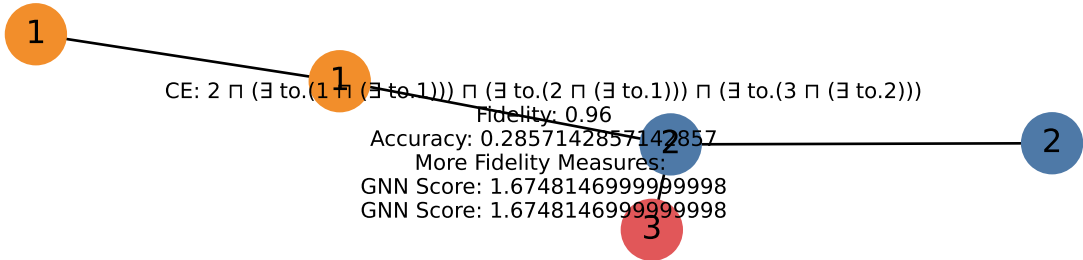 1
1
CE: 2 ⊓ (∃ to.(1 ⊓ (∃ to.1))) ⊓ (∃ to.(2 ⊓ (∃ to.1))) ⊓ (∃ to.(3 ⊓ (∃ to.2)))
Fidelity: 0.96
Accuracy: 0.2857142857142857
2
2
More Fidelity Measures:
GNN Score: 1.6748146999999998
GNN Score: 1.6748146999999998
3